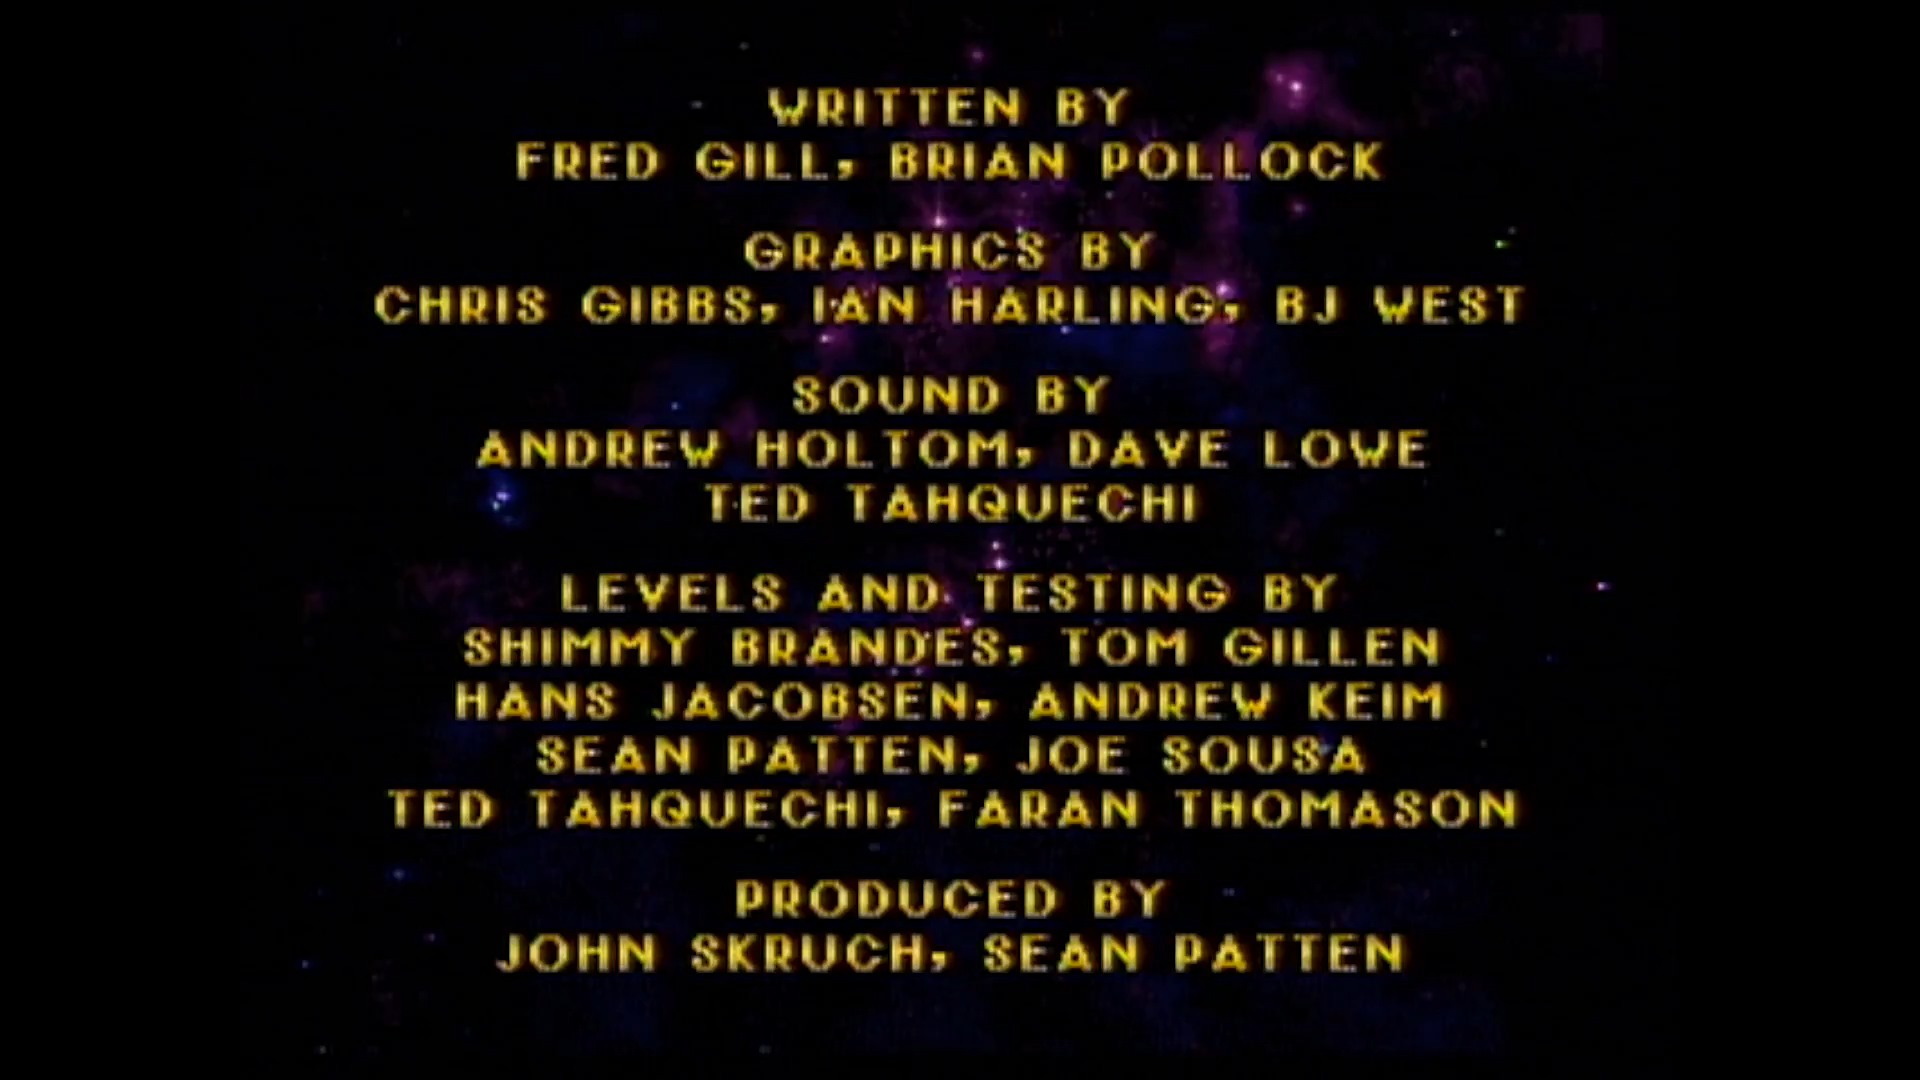 WRITTEN BY
FRED GILL, BRIAN POLLOCK
GRAPHICS BY
CHRIS GIBBS, IAN HARLING, BJ WEST
SOUND BY
ANDREW HOLTOM, DAVE LOWE
TED TAHQUECHI
LEVELS AND TESTING BY
SHIMMY BRANDES, TOM GILLEN
HANS JACOBSEN, ANDREW KEIM
SEAN PATTEN, JOE SOUSA
TED TAHQUECHI, FARAN THOMASON
PRODUCED BY
JOHN SKRUCH, SEAN PATTEN